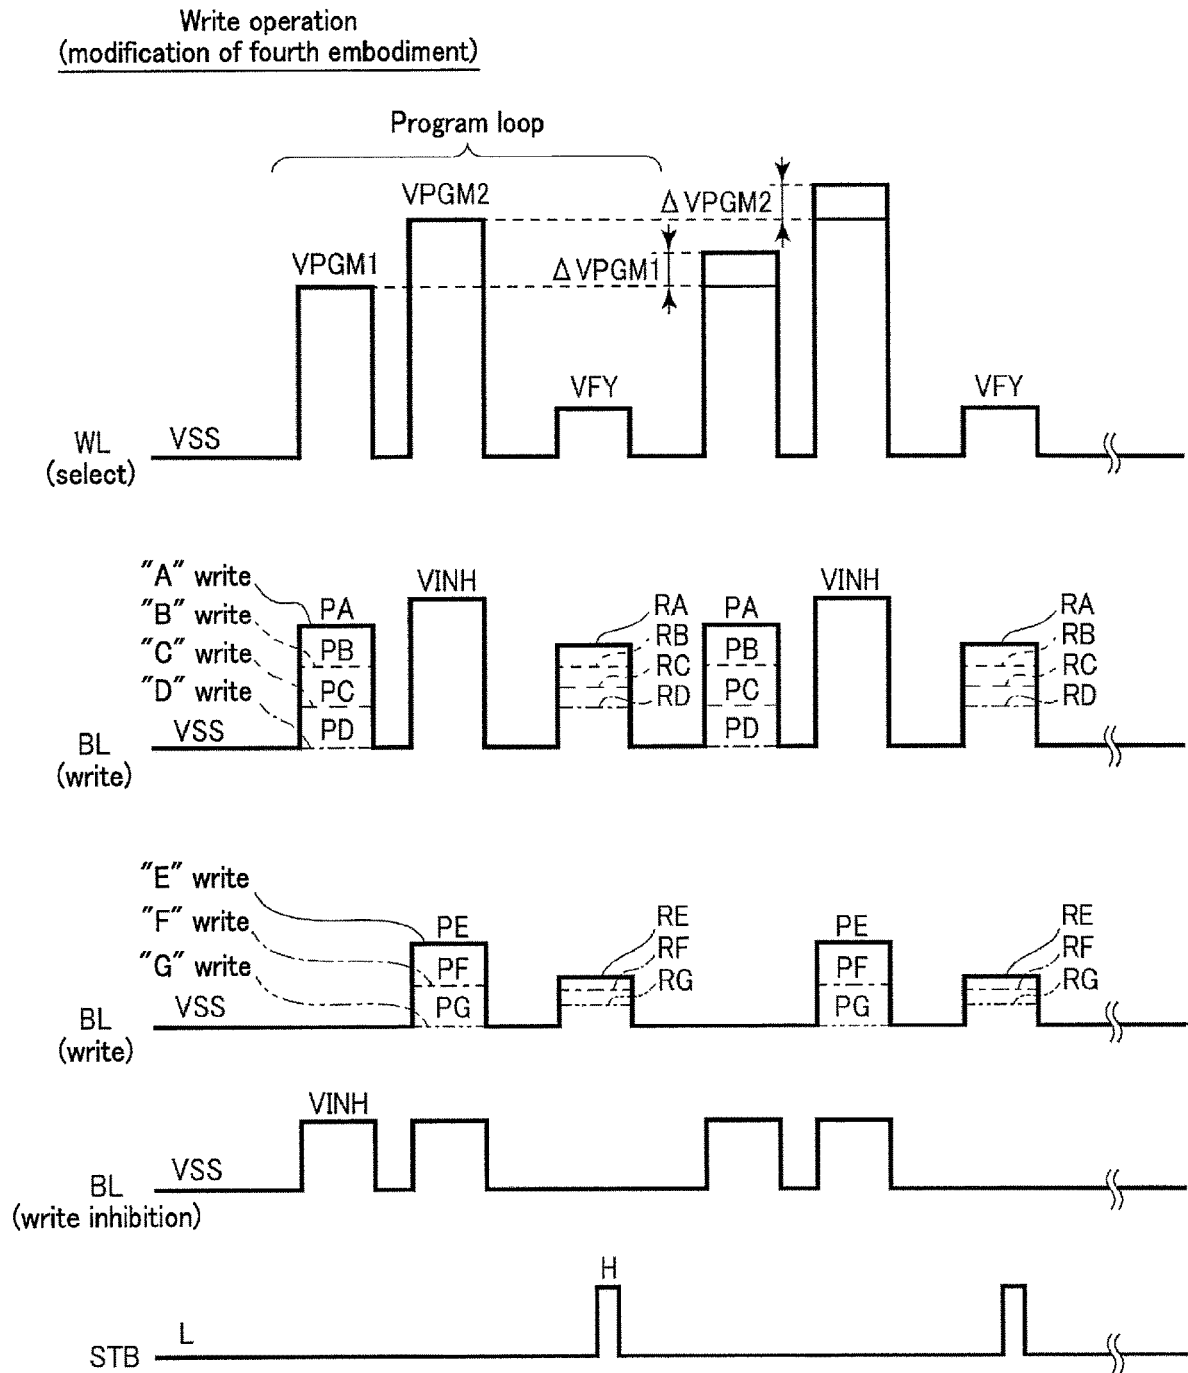 Write operation
(modification of fourth embodiment)
Program loop
VPGM2
Δ VPGM2
VPGM1
Δ VPGM1
VFY
VFY
WL
(select)
VSS
"A" write
PA
VINH
RA
PA
VINH
RA
"B" write
PB
RB
PB
RB
"C" write
PC
RC
PC
RC
"D" write
PD
RD
PD
RD
VSS
BL
(write)
"E" write
PE
RE
PE
RE
"F" write
PF
RF
PF
RF
"G" write
PG
RG
PG
RG
VSS
BL
(write)
VINH
VSS
BL
(write inhibition)
H
L
STB